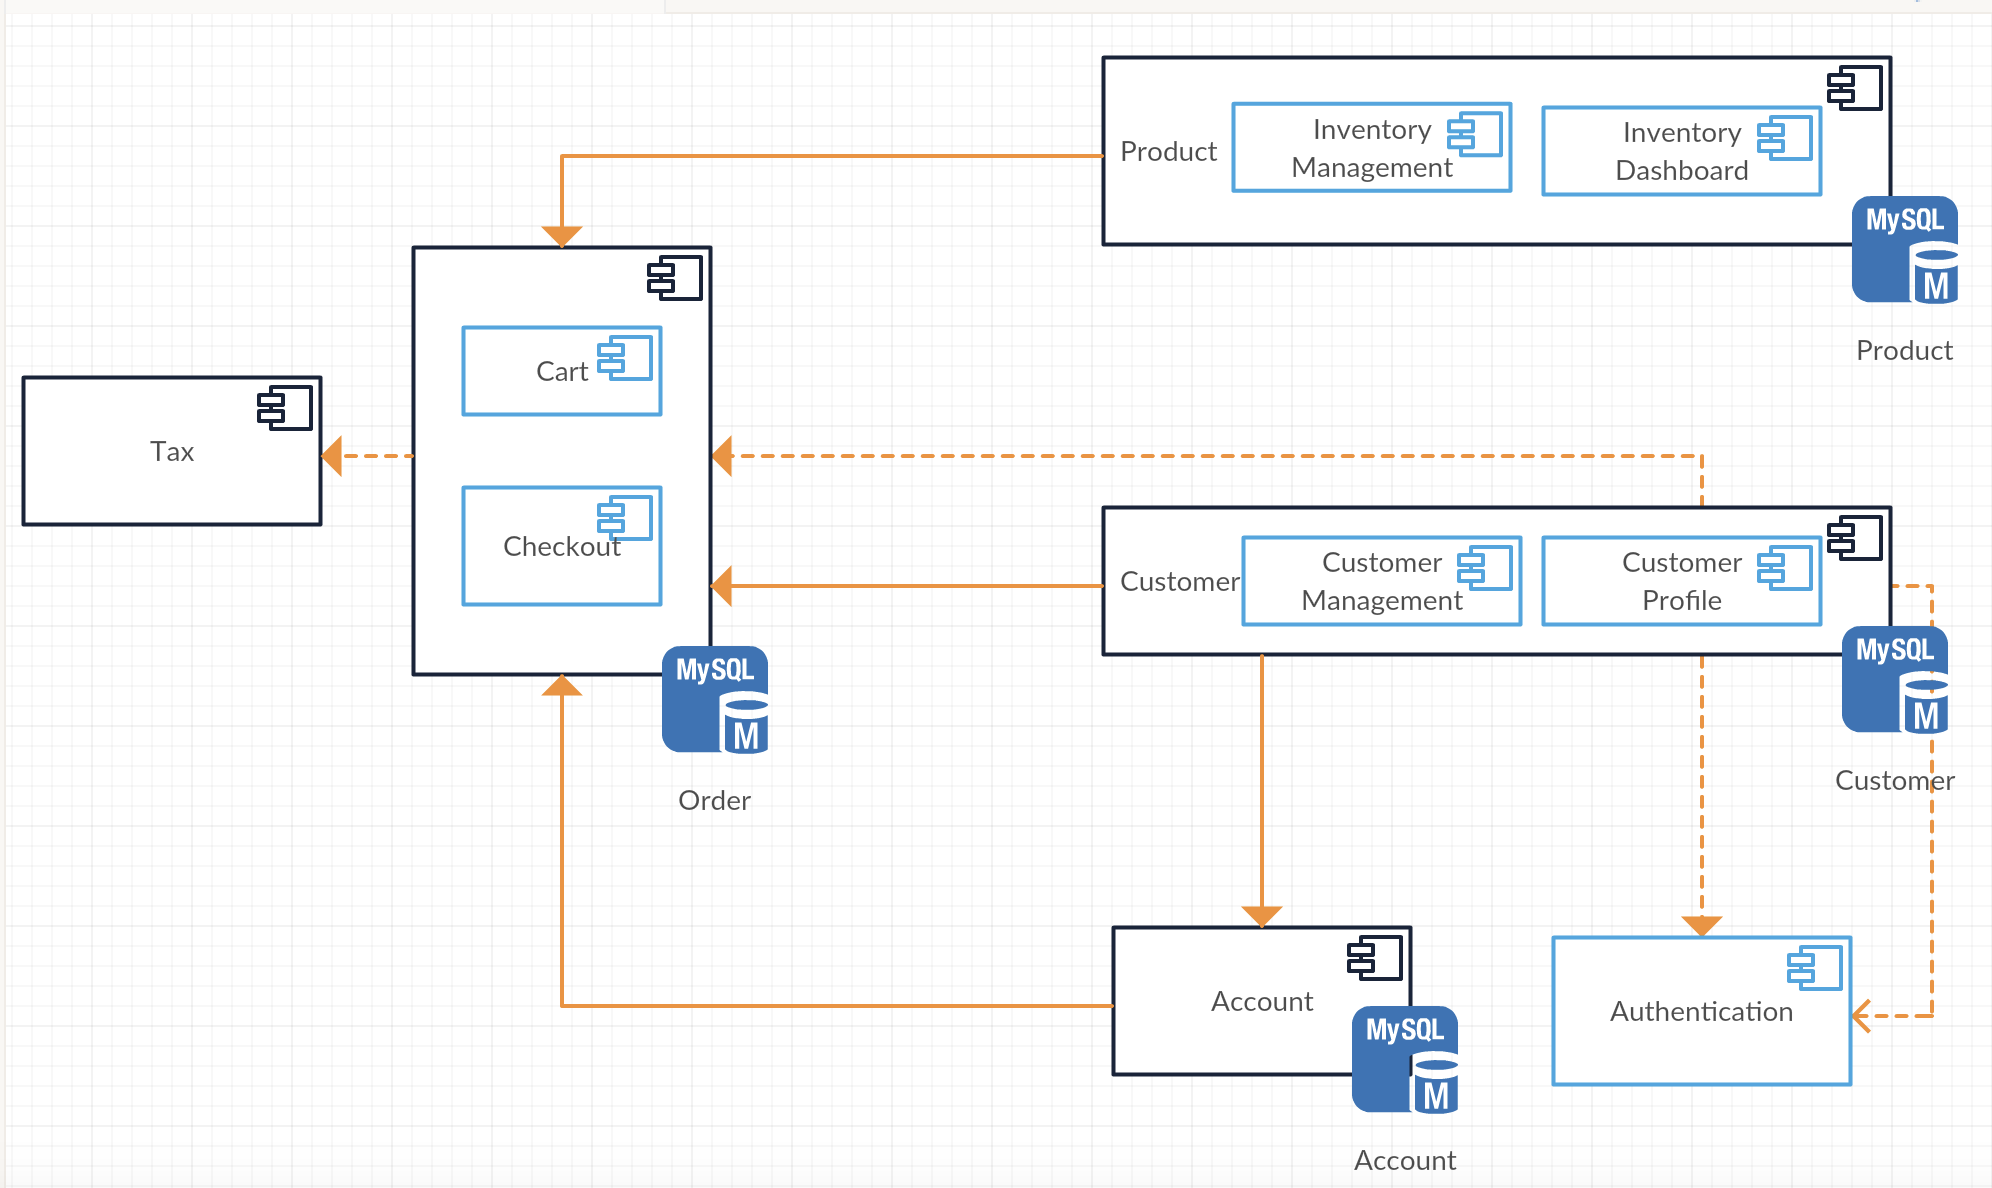 Product
Inventory
Management
Inventory
Dashboard
MySQL
M
Product
Cart
Tax
Checkout
Customer
Customer
Management
Customer
Profile
MySQL
M
Order
MySQL
M
Customer
Account
MySQL
M
Account
Authentication